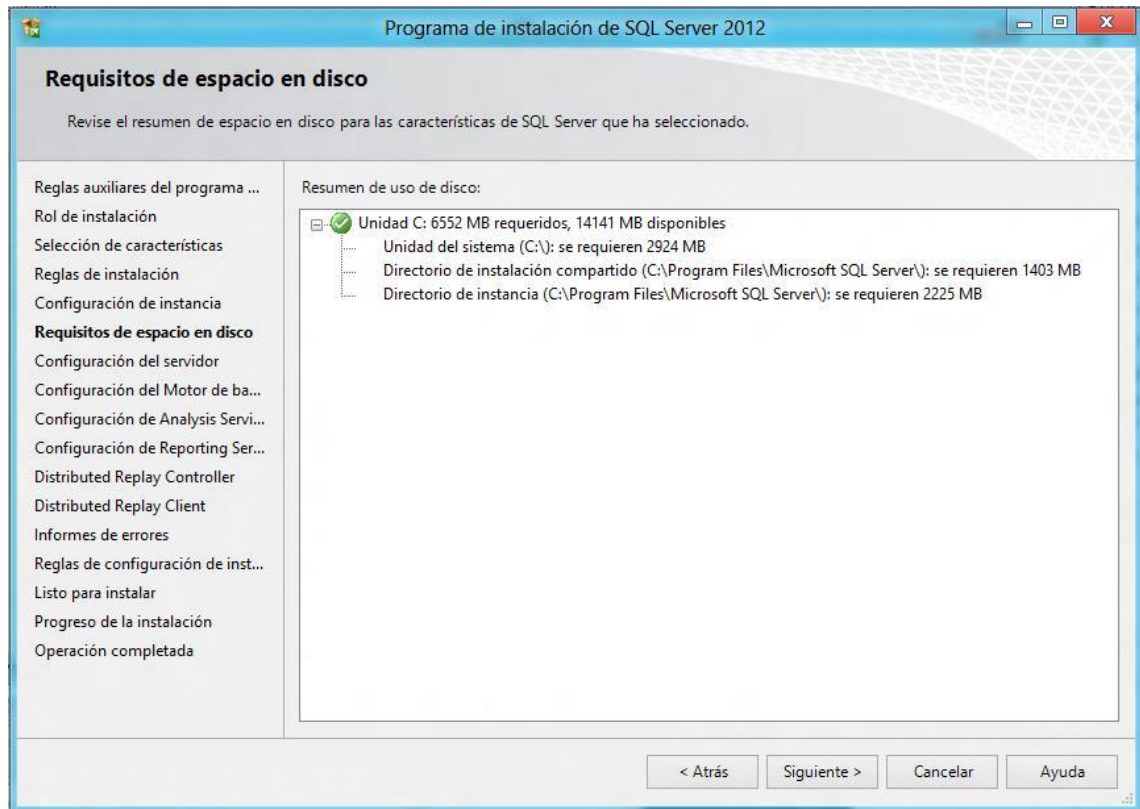 Programa de instalación de SQL Server 2012
Requisitos de espacio en disco
Revise el resumen de espacio en disco para las características de SQL Server que ha seleccionado.
Reglas auxiliares del programa ...
Rol de instalación
Selección de características
Reglas de instalación
Configuración de instancia
Requisitos de espacio en disco
Configuración del servidor
Configuración del Motor de ba...
Configuración de Analysis Servi...
Configuración de Reporting Ser...
Distributed Replay Controller
Distributed Replay Client
Informes de errores
Reglas de configuración de inst...
Listo para instalar
Progreso de la instalación
Operación completada
Resumen de uso de disco:
Unidad C: 6552 MB requeridos, 14141 MB disponibles
Unidad del sistema (C:\): se requieren 2924 MB
Directorio de instalación compartido (C:\Program Files\Microsoft SQL Server\): se requieren 1403 MB
Directorio de instancia (C:\Program Files\Microsoft SQL Server\): se requieren 2225 MB
< Atrás
Siguiente >
Cancelar
Ayuda